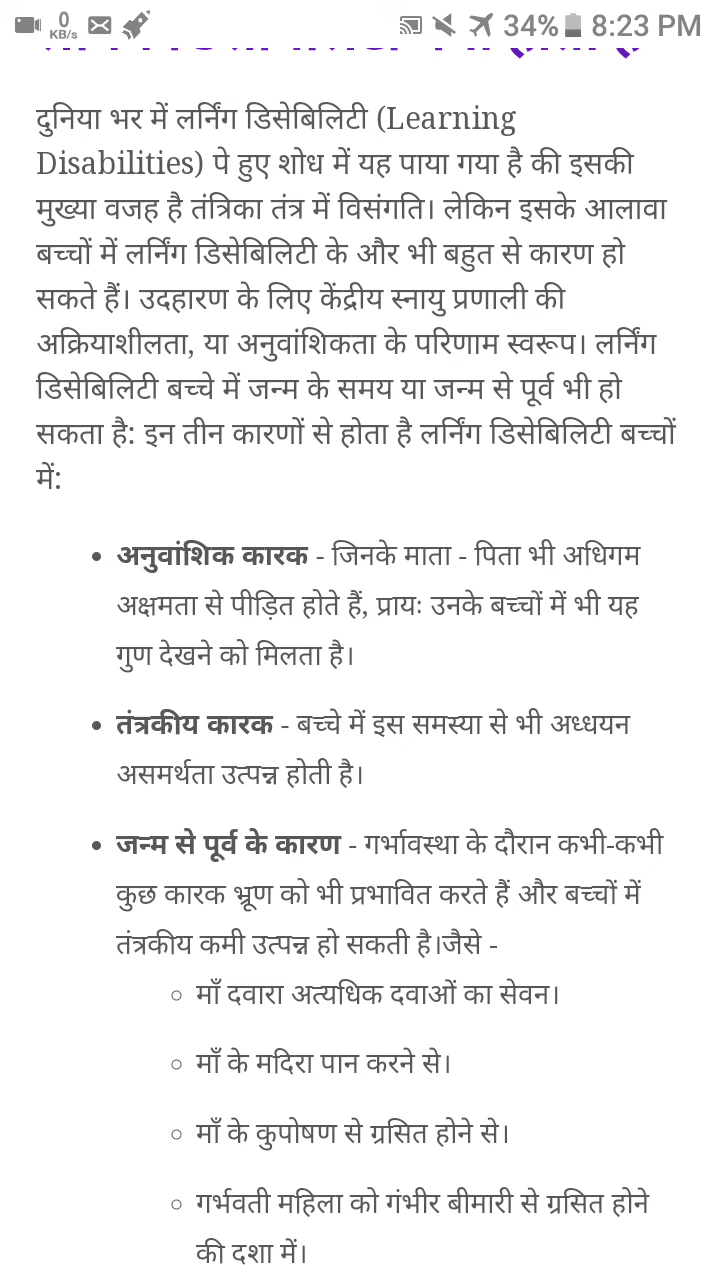 0
KB/s
34%
8:23 PM
दुनिया भर में लर्निंग डिसेबिलिटी (Learning
Disabilities) पे हुए शोध में यह पाया गया है की इसकी
मुख्या वजह है तंत्रिका तंत्र में विसंगति। लेकिन इसके आलावा
बच्चों में लर्निंग डिसेबिलिटी के और भी बहुत से कारण हो
सकते हैं। उदहारण के लिए केंद्रीय स्नायु प्रणाली की
अक्रियाशीलता, या अनुवांशिकता के परिणाम स्वरूप। लर्निंग
डिसेबिलिटी बच्चे में जन्म के समय या जन्म से पूर्व भी हो
सकता है: इन तीन कारणों से होता है लर्निंग डिसेबिलिटी बच्चों
में:
• अनुवांशिक कारक - जिनके माता - पिता भी अधिगम
अक्षमता से पीड़ित होते हैं, प्रायः उनके बच्चों में भी यह
गुण देखने को मिलता है।
• तंत्रकीय कारक - बच्चे में इस समस्या से भी अध्धयन
असमर्थता उत्पन्न होती है।
• जन्म से पूर्व के कारण - गर्भावस्था के दौरान कभी-कभी
कुछ कारक भ्रूण को भी प्रभावित करते हैं और बच्चों में
तंत्रकीय कमी उत्पन्न हो सकती है।जैसे -
◦ माँ दवारा अत्यधिक दवाओं का सेवन।
◦ माँ के मदिरा पान करने से।
◦ माँ के कुपोषण से ग्रसित होने से।
◦ गर्भवती महिला को गंभीर बीमारी से ग्रसित होने
की दशा में।